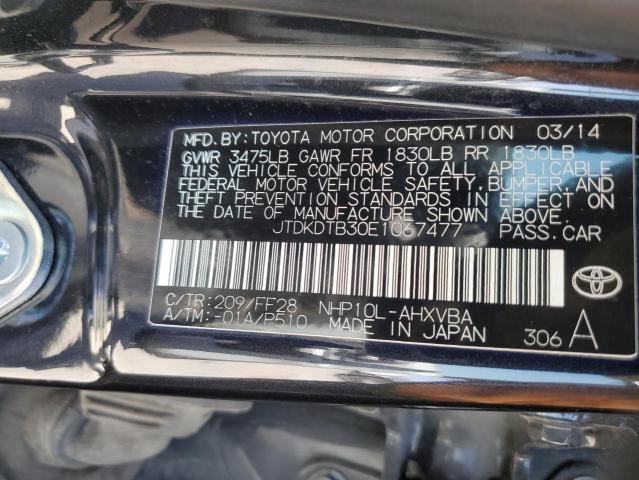 MFD.BY:TOYOTA MOTOR CORPORATION 03/14
GVWR 3475LB GAWR FR 1830LB RR 1830LB
THIS VEHICLE CONFORMS TO ALL APPLICABLE
FEDERAL MOTOR VEHICLE SAFETY,BUMPER,AND
THEFT PREVENTION STANDARDS IN EFFECT ON
THE DATE OF MANUFACTURE SHOWN ABOVE.
JTDKDTB30E1067477 PASS.CAR
C/TR:209/FF28 NHP10L-AHXVBA
A/TM:-01A/P510 MADE IN JAPAN 306 A